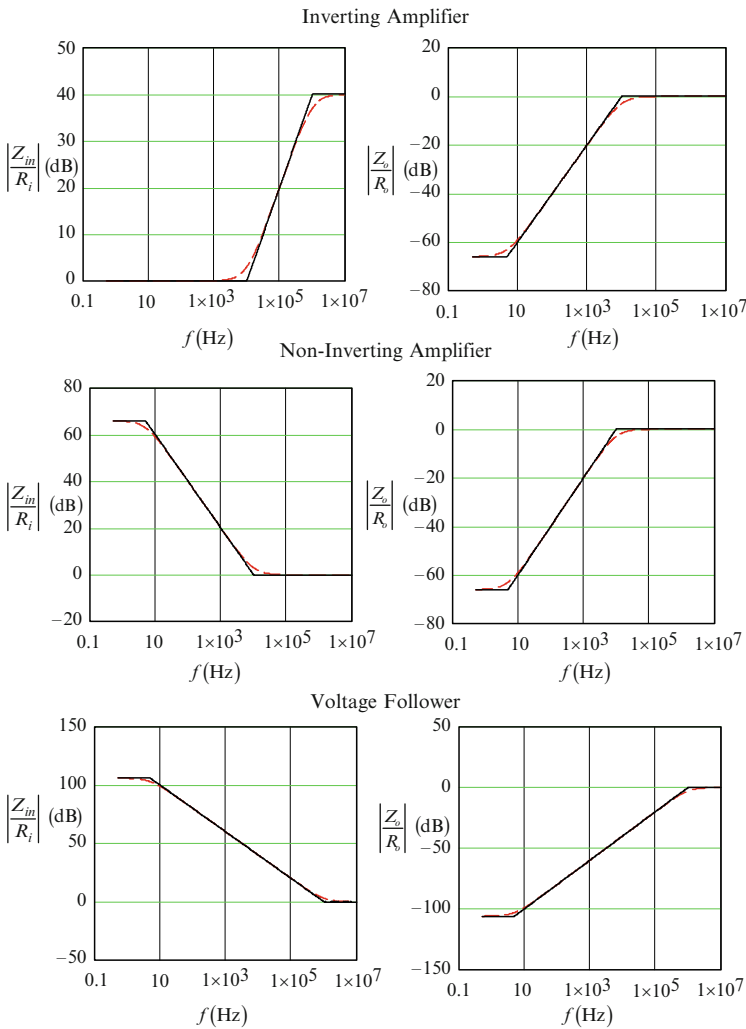 Inverting Amplifier
50
40
30
20
10
0
|Z_in/R_i| (dB)
0.1 10 1×10³ 1×10⁵ 1×10⁷
f(Hz)
20
0
−20
−40
−60
−80
|Z_o/R_o| (dB)
0.1 10 1×10³ 1×10⁵ 1×10⁷
f(Hz)
Non-Inverting Amplifier
80
60
40
20
0
−20
|Z_in/R_i| (dB)
0.1 10 1×10³ 1×10⁵ 1×10⁷
f(Hz)
20
0
−20
−40
−60
−80
|Z_o/R_o| (dB)
0.1 10 1×10³ 1×10⁵ 1×10⁷
f(Hz)
Voltage Follower
150
100
50
0
−50
|Z_in/R_i| (dB)
0.1 10 1×10³ 1×10⁵ 1×10⁷
f(Hz)
50
0
−50
−100
−150
|Z_o/R_o| (dB)
0.1 10 1×10³ 1×10⁵ 1×10⁷
f(Hz)